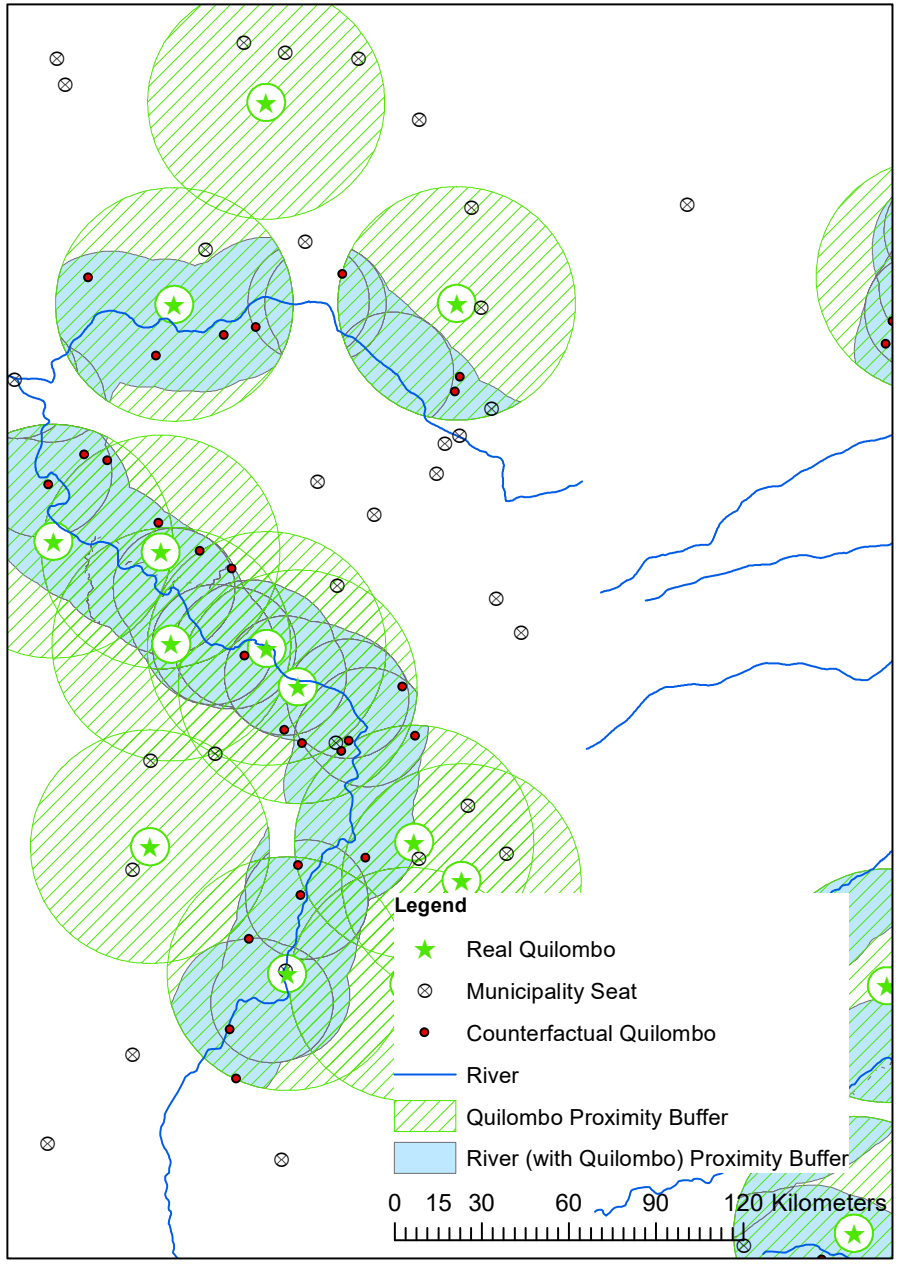 Legend
Real Quilombo
Municipality Seat
Counterfactual Quilombo
River
Quilombo Proximity Buffer
River (with Quilombo) Proximity Buffer
0 15 30 60 90 120 Kilometers